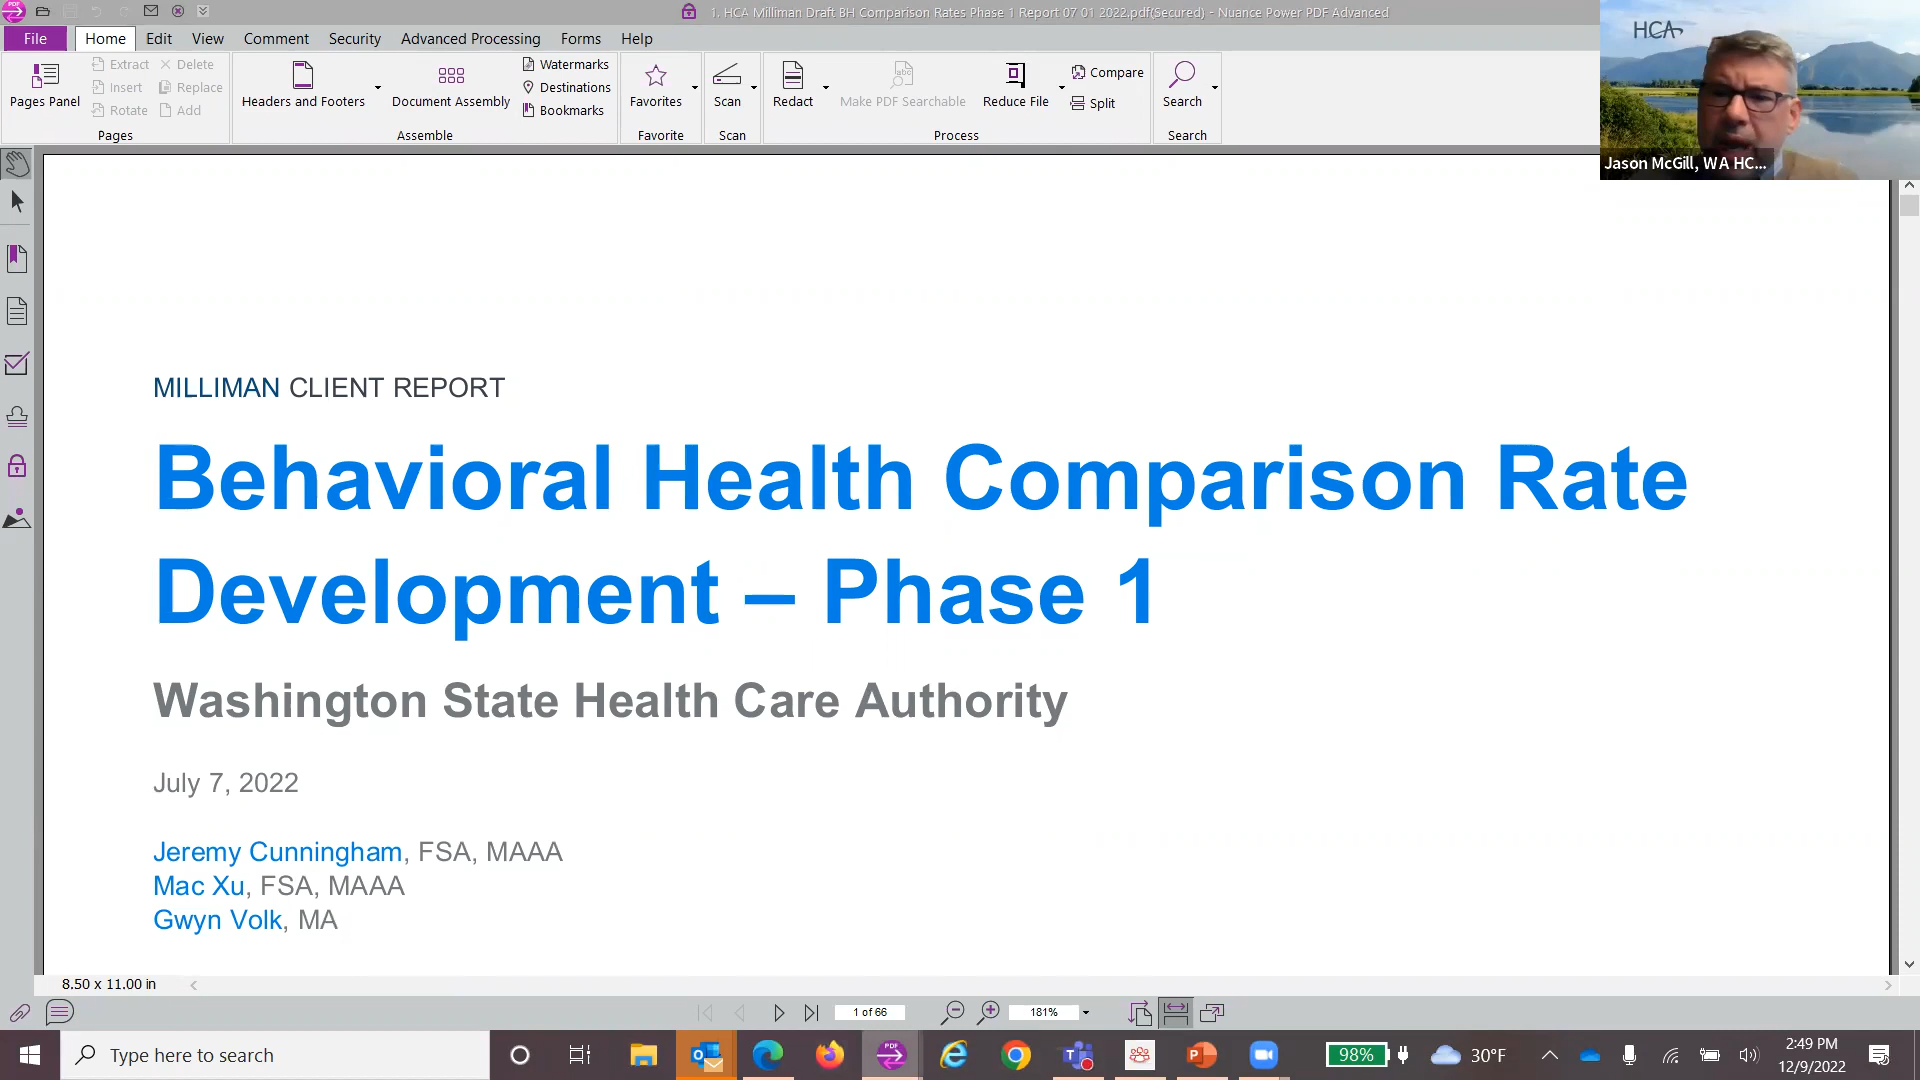 1. HCA Milliman Draft BH Comparison Rates Phase 1 Report 07 01 2022.pdf(Secured) - Nuance Power PDF Advanced
File Home Edit View Comment Security Advanced Processing Forms Help
Pages Panel
Extract Delete
Insert Replace
Rotate Add
Pages
Headers and Footers
Document Assembly
Watermarks
Destinations
Bookmarks
Assemble
Favorites
Favorite
Scan
Scan
Redact
Make PDF Searchable
Reduce File
Compare
Split
Process
Search
Search
HCA
Jason McGill, WA HC...
MILLIMAN CLIENT REPORT
Behavioral Health Comparison Rate
Development – Phase 1
Washington State Health Care Authority
July 7, 2022
Jeremy Cunningham, FSA, MAAA
Mac Xu, FSA, MAAA
Gwyn Volk, MA
8.50 x 11.00 in
1 of 66
181%
Type here to search
98%
30°F
2:49 PM
12/9/2022